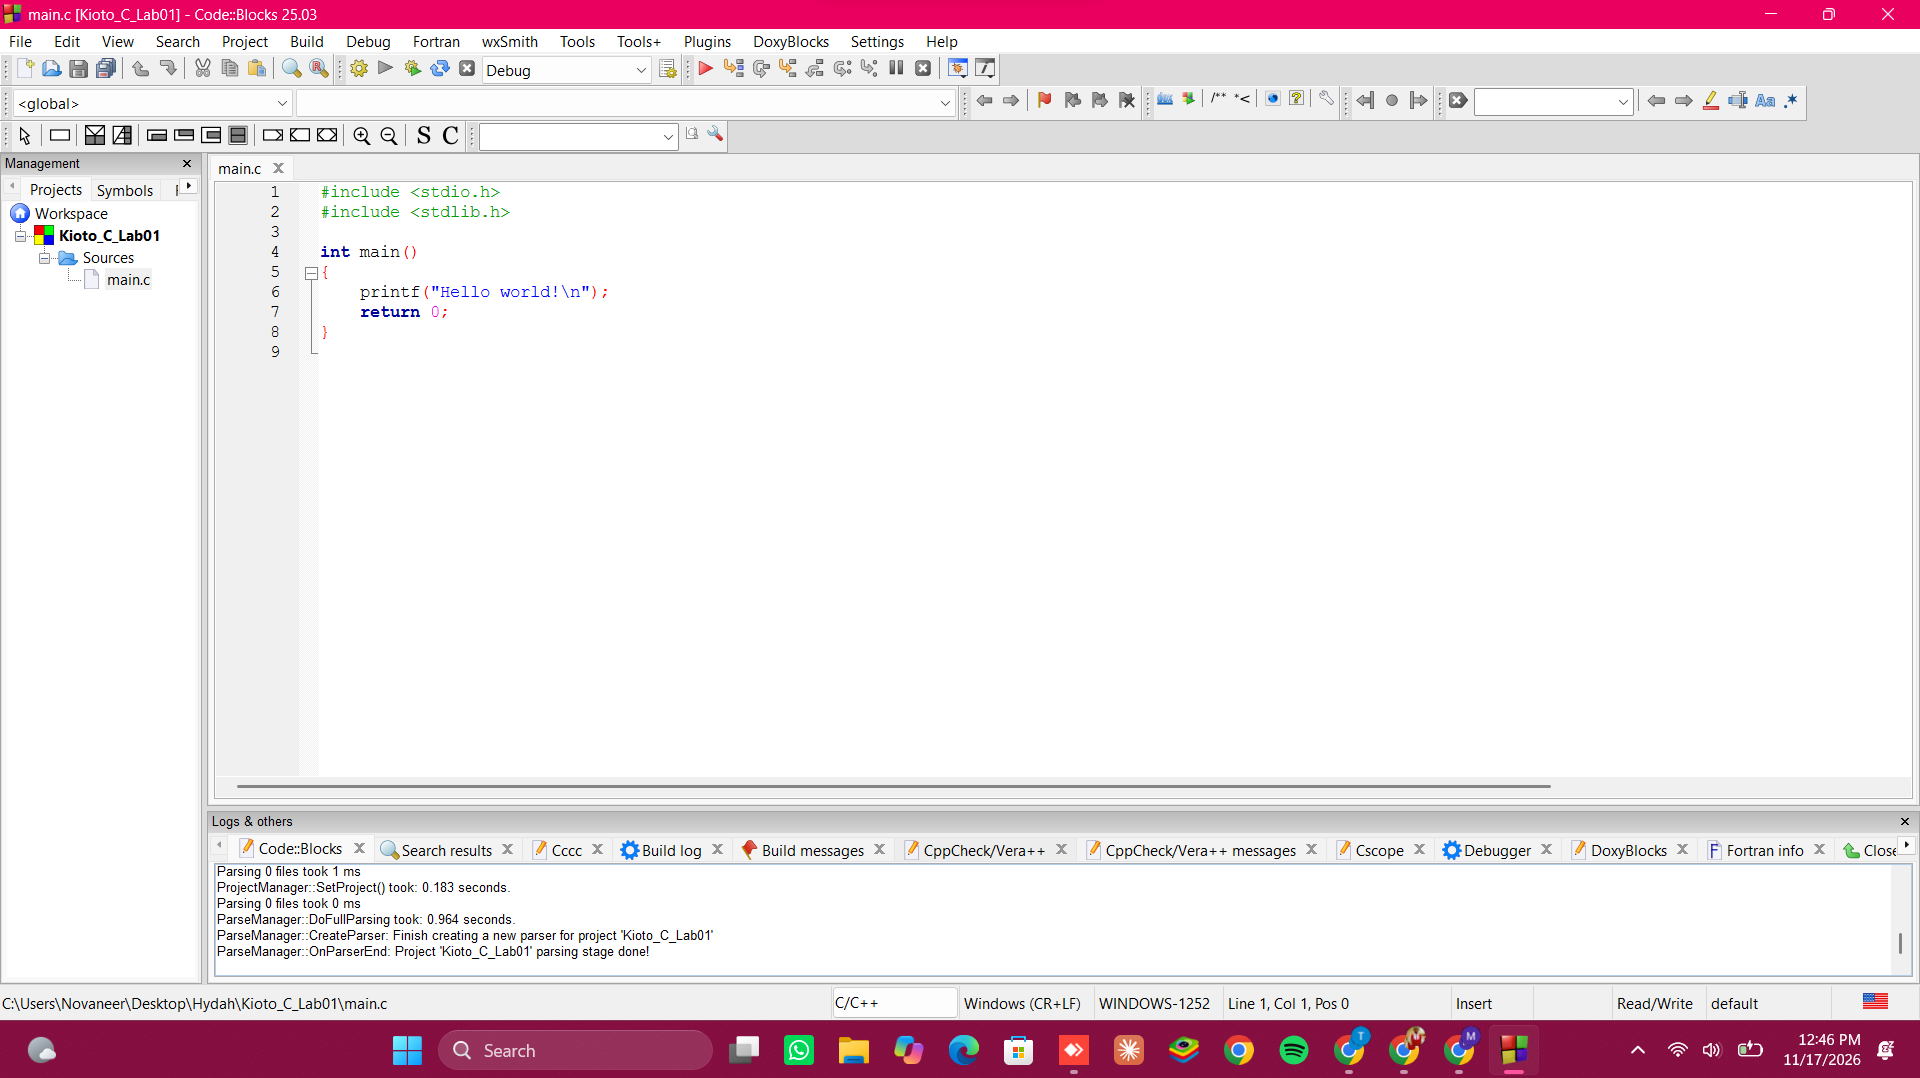 main.c [Kioto_C_Lab01] - Code::Blocks 25.03
File Edit View Search Project Build Debug Fortran wxSmith Tools Tools+ Plugins DoxyBlocks Settings Help
Debug
<global>
/** *<
Aa .*
S C
Management
main.c
Projects Symbols
Workspace
Kioto_C_Lab01
Sources
main.c
1 #include <stdio.h>
2 #include <stdlib.h>
3
4 int main()
5 {
6 printf("Hello world!\n");
7 return 0;
8 }
9
Logs & others
Code::Blocks Search results Cccc Build log Build messages CppCheck/Vera++ CppCheck/Vera++ messages Cscope Debugger DoxyBlocks Fortran info Close
Parsing 0 files took 1 ms
ProjectManager::SetProject() took: 0.183 seconds.
Parsing 0 files took 0 ms
ParseManager::DoFullParsing took: 0.964 seconds.
ParseManager::CreateParser: Finish creating a new parser for project 'Kioto_C_Lab01'
ParseManager::OnParserEnd: Project 'Kioto_C_Lab01' parsing stage done!
C:\Users\Novaneer\Desktop\Hydah\Kioto_C_Lab01\main.c C/C++ Windows (CR+LF) WINDOWS-1252 Line 1, Col 1, Pos 0 Insert Read/Write default
Search
T
M
M
12:46 PM
11/17/2026